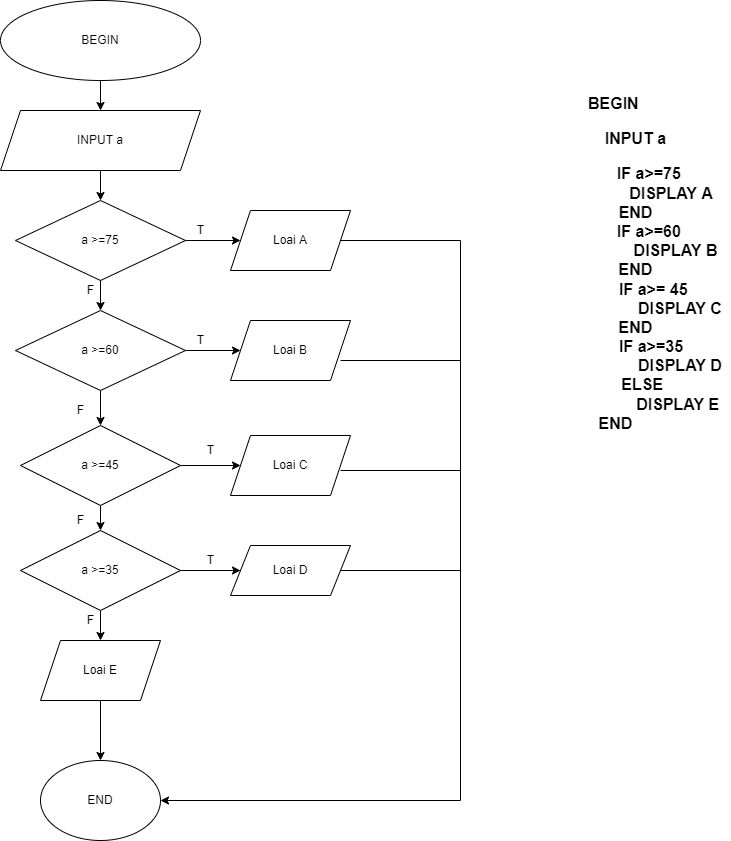 BEGIN
INPUT a
a >=75
T
Loai A
F
a >=60
T
Loai B
F
a >=45
T
Loai C
F
a >=35
T
Loai D
F
Loai E
END
BEGIN
INPUT a
IF a>=75
DISPLAY A
END
IF a>=60
DISPLAY B
END
IF a>= 45
DISPLAY C
END
IF a>=35
DISPLAY D
ELSE
DISPLAY E
END